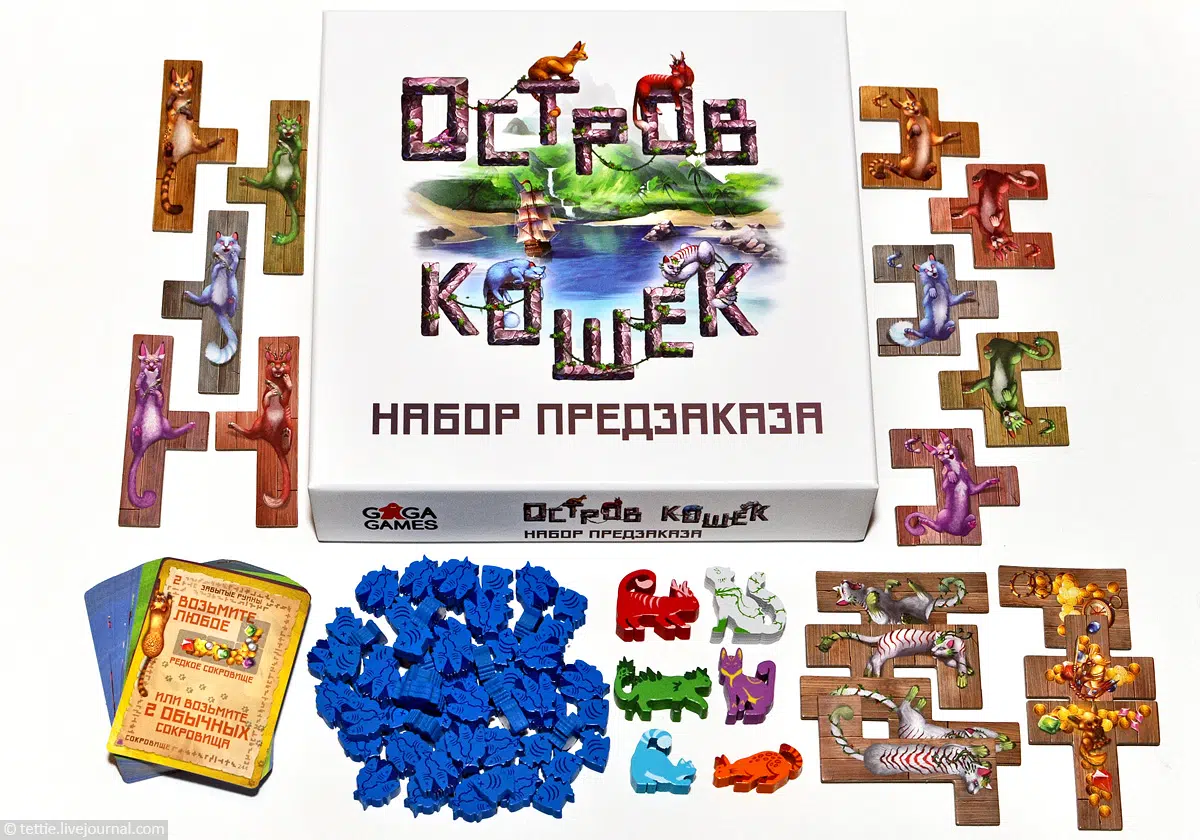 ОСТРОВ
КОШЕК
НАБОР ПРЕДЗАКАЗА
GAGA
GAMES
ОСТРОВ КОШЕК
НАБОР ПРЕДЗАКАЗА
2
ЗАБЫТЫЕ РУИНЫ
ВОЗЬМИТЕ
ЛЮБОЕ
РЕДКОЕ СОКРОВИЩЕ
ИЛИ ВОЗЬМИТЕ
2 ОБЫЧНЫХ
СОКРОВИЩА
СОКРОВИЩЕ
© tettie.livejournal.com